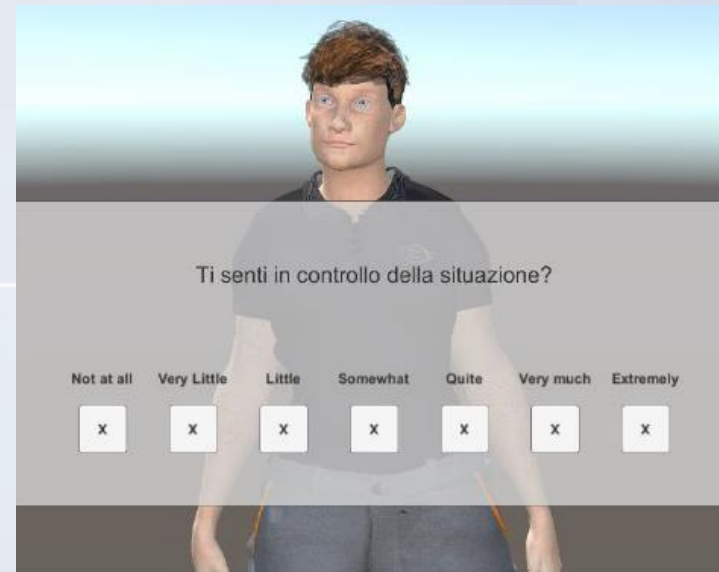 Ti senti in controllo della situazione?
Not at all Very Little Little Somewhat Quite Very much Extremely
x x x x x x x